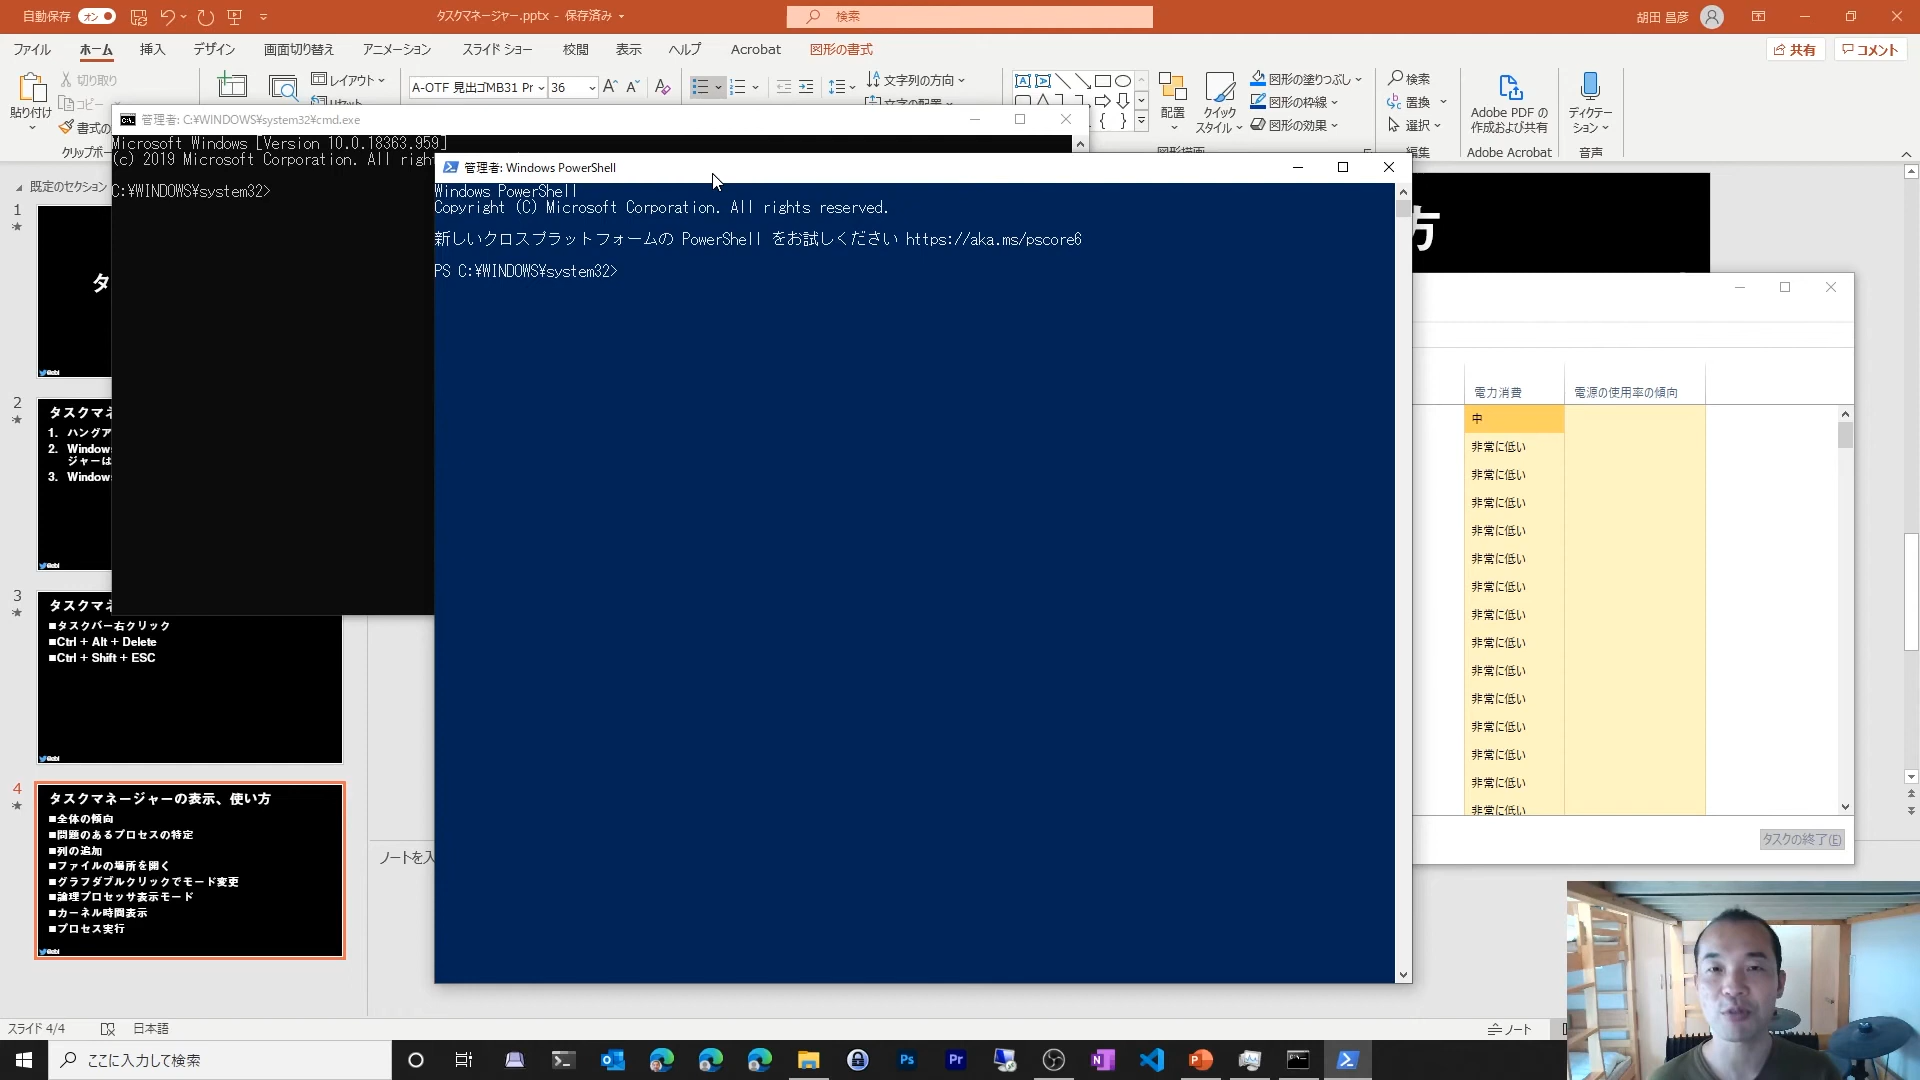 自動保存 オン
タスクマネージャー.pptx - 保存済み
検索
胡田 昌彦
ファイル ホーム 挿入 デザイン 画面切り替え アニメーション スライド ショー 校閲 表示 ヘルプ Acrobat 図形の書式
共有 コメント
貼り付け
切り取り
コピー
書式の
クリップボー
レイアウト
A-OTF 見出ゴMB31 Pr 36
文字列の方向
配置
クイック
スタイル
図形の塗りつぶし
図形の枠線
図形の効果
検索
置換
選択
編集
Adobe PDF の
作成および共有
Adobe Acrobat
ディクテー
ション
音声
管理者: C:¥WINDOWS¥system32¥cmd.exe
Microsoft Windows [Version 10.0.18363.959]
(c) 2019 Microsoft Corporation. All righ
C:¥WINDOWS¥system32>
管理者: Windows PowerShell
Windows PowerShell
Copyright (C) Microsoft Corporation. All rights reserved.
新しいクロスプラットフォームの PowerShell をお試しください https://aka.ms/pscore6
PS C:¥WINDOWS¥system32>
方
既定のセクション
1
2
タスクマ
1. ハングア
2. Window
ジャーは
3. Window
3
タスクマ
■タスクバー右クリック
■Ctrl + Alt + Delete
■Ctrl + Shift + ESC
4
タスクマネージャーの表示、使い方
■全体の傾向
■問題のあるプロセスの特定
■列の追加
■ファイルの場所を開く
■グラフダブルクリックでモード変更
■論理プロセッサ表示モード
■カーネル時間表示
■プロセス実行
電力消費 電源の使用率の傾向
中
非常に低い
非常に低い
非常に低い
非常に低い
非常に低い
非常に低い
非常に低い
非常に低い
非常に低い
非常に低い
非常に低い
非常に低い
非常に低い
非常に低い
タスクの終了(E)
ノートを入
スライド 4/4 日本語
ノート
ここに入力して検索